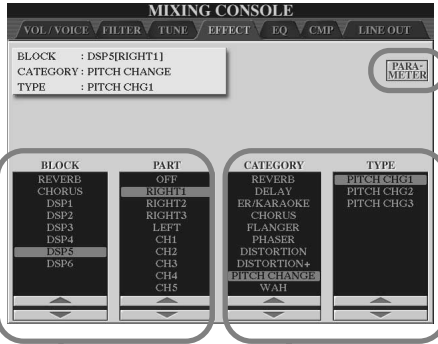 MIXING CONSOLE
VOL/VOICE FILTER TUNE EFFECT EQ CMP LINE OUT
BLOCK : DSP5[RIGHT1]
CATEGORY: PITCH CHANGE
TYPE : PITCH CHG1
PARA-
METER
BLOCK
REVERB
CHORUS
DSP1
DSP2
DSP3
DSP4
DSP5
DSP6
PART
OFF
RIGHT1
RIGHT2
RIGHT3
LEFT
CH1
CH2
CH3
CH4
CH5
CATEGORY
REVERB
DELAY
ER/KARAOKE
CHORUS
FLANGER
PHASER
DISTORTION
DISTORTION+
PITCH CHANGE
WAH
TYPE
PITCH CHG1
PITCH CHG2
PITCH CHG3